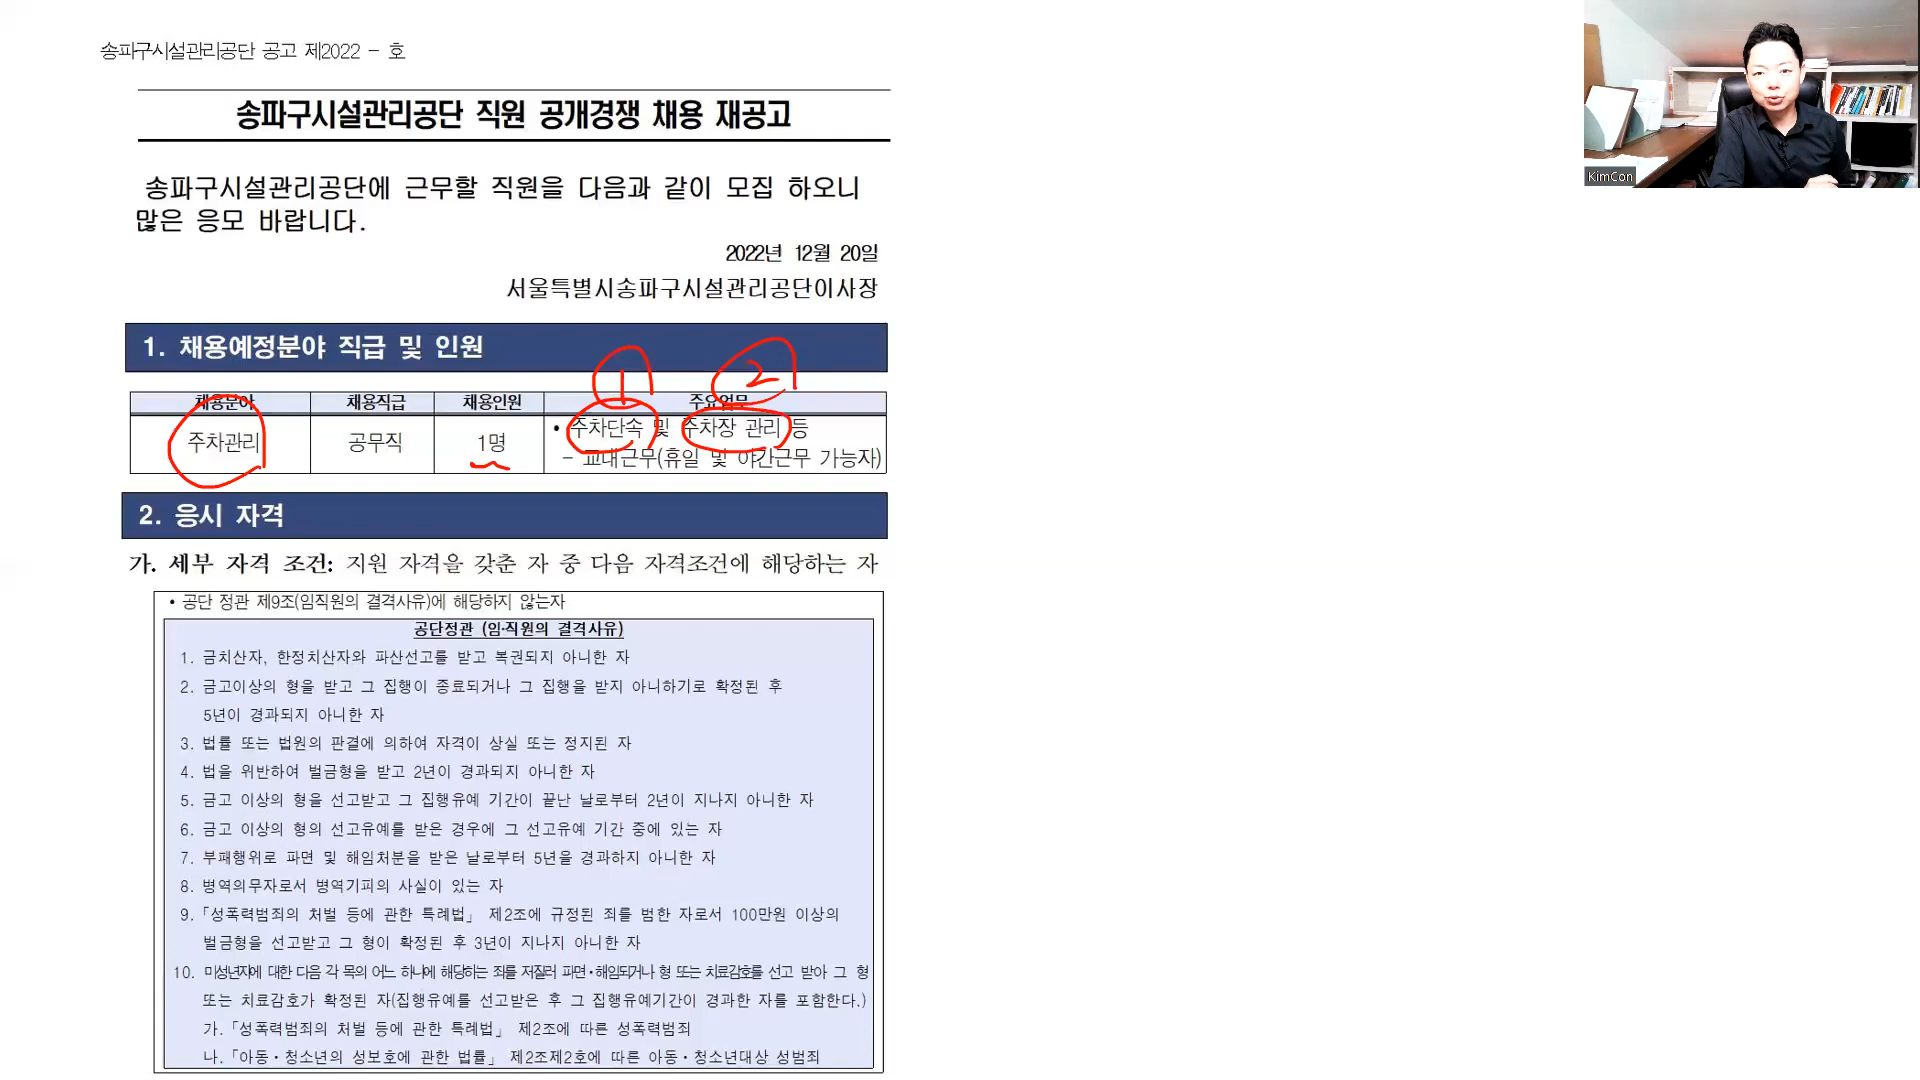 송파구시설관리공단 공고 제2022 - 호
송파구시설관리공단 직원 공개경쟁 채용 재공고
송파구시설관리공단에 근무할 직원을 다음과 같이 모집 하오니
많은 응모 바랍니다.
2022년 12월 20일
서울특별시송파구시설관리공단이사장
1. 채용예정분야 직급 및 인원
1 2
채용분야 채용직급 채용인원 주요업무
주차관리 공무직 1명 • 주차단속 및 주차장 관리 등
- 교대근무(휴일 및 야간근무 가능자)
2. 응시 자격
가. 세부 자격 조건: 지원 자격을 갖춘 자 중 다음 자격조건에 해당하는 자
• 공단 정관 제9조(임직원의 결격사유)에 해당하지 않는자
공단정관 (임·직원의 결격사유)
1. 금치산자, 한정치산자와 파산선고를 받고 복권되지 아니한 자
2. 금고이상의 형을 받고 그 집행이 종료되거나 그 집행을 받지 아니하기로 확정된 후
5년이 경과되지 아니한 자
3. 법률 또는 법원의 판결에 의하여 자격이 상실 또는 정지된 자
4. 법을 위반하여 벌금형을 받고 2년이 경과되지 아니한 자
5. 금고 이상의 형을 선고받고 그 집행유예 기간이 끝난 날로부터 2년이 지나지 아니한 자
6. 금고 이상의 형의 선고유예를 받은 경우에 그 선고유예 기간 중에 있는 자
7. 부패행위로 파면 및 해임처분을 받은 날로부터 5년을 경과하지 아니한 자
8. 병역의무자로서 병역기피의 사실이 있는 자
9.「성폭력범죄의 처벌 등에 관한 특례법」 제2조에 규정된 죄를 범한 자로서 100만원 이상의
벌금형을 선고받고 그 형이 확정된 후 3년이 지나지 아니한 자
10. 미성년자에 대한 다음 각 목의 어느 하나에 해당하는 죄를 저질러 파면·해임되거나 형 또는 치료감호를 선고 받아 그 형
또는 치료감호가 확정된 자(집행유예를 선고받은 후 그 집행유예기간이 경과한 자를 포함한다.)
가.「성폭력범죄의 처벌 등에 관한 특례법」 제2조에 따른 성폭력범죄
나.「아동·청소년의 성보호에 관한 법률」 제2조제2호에 따른 아동·청소년대상 성범죄
KimCon